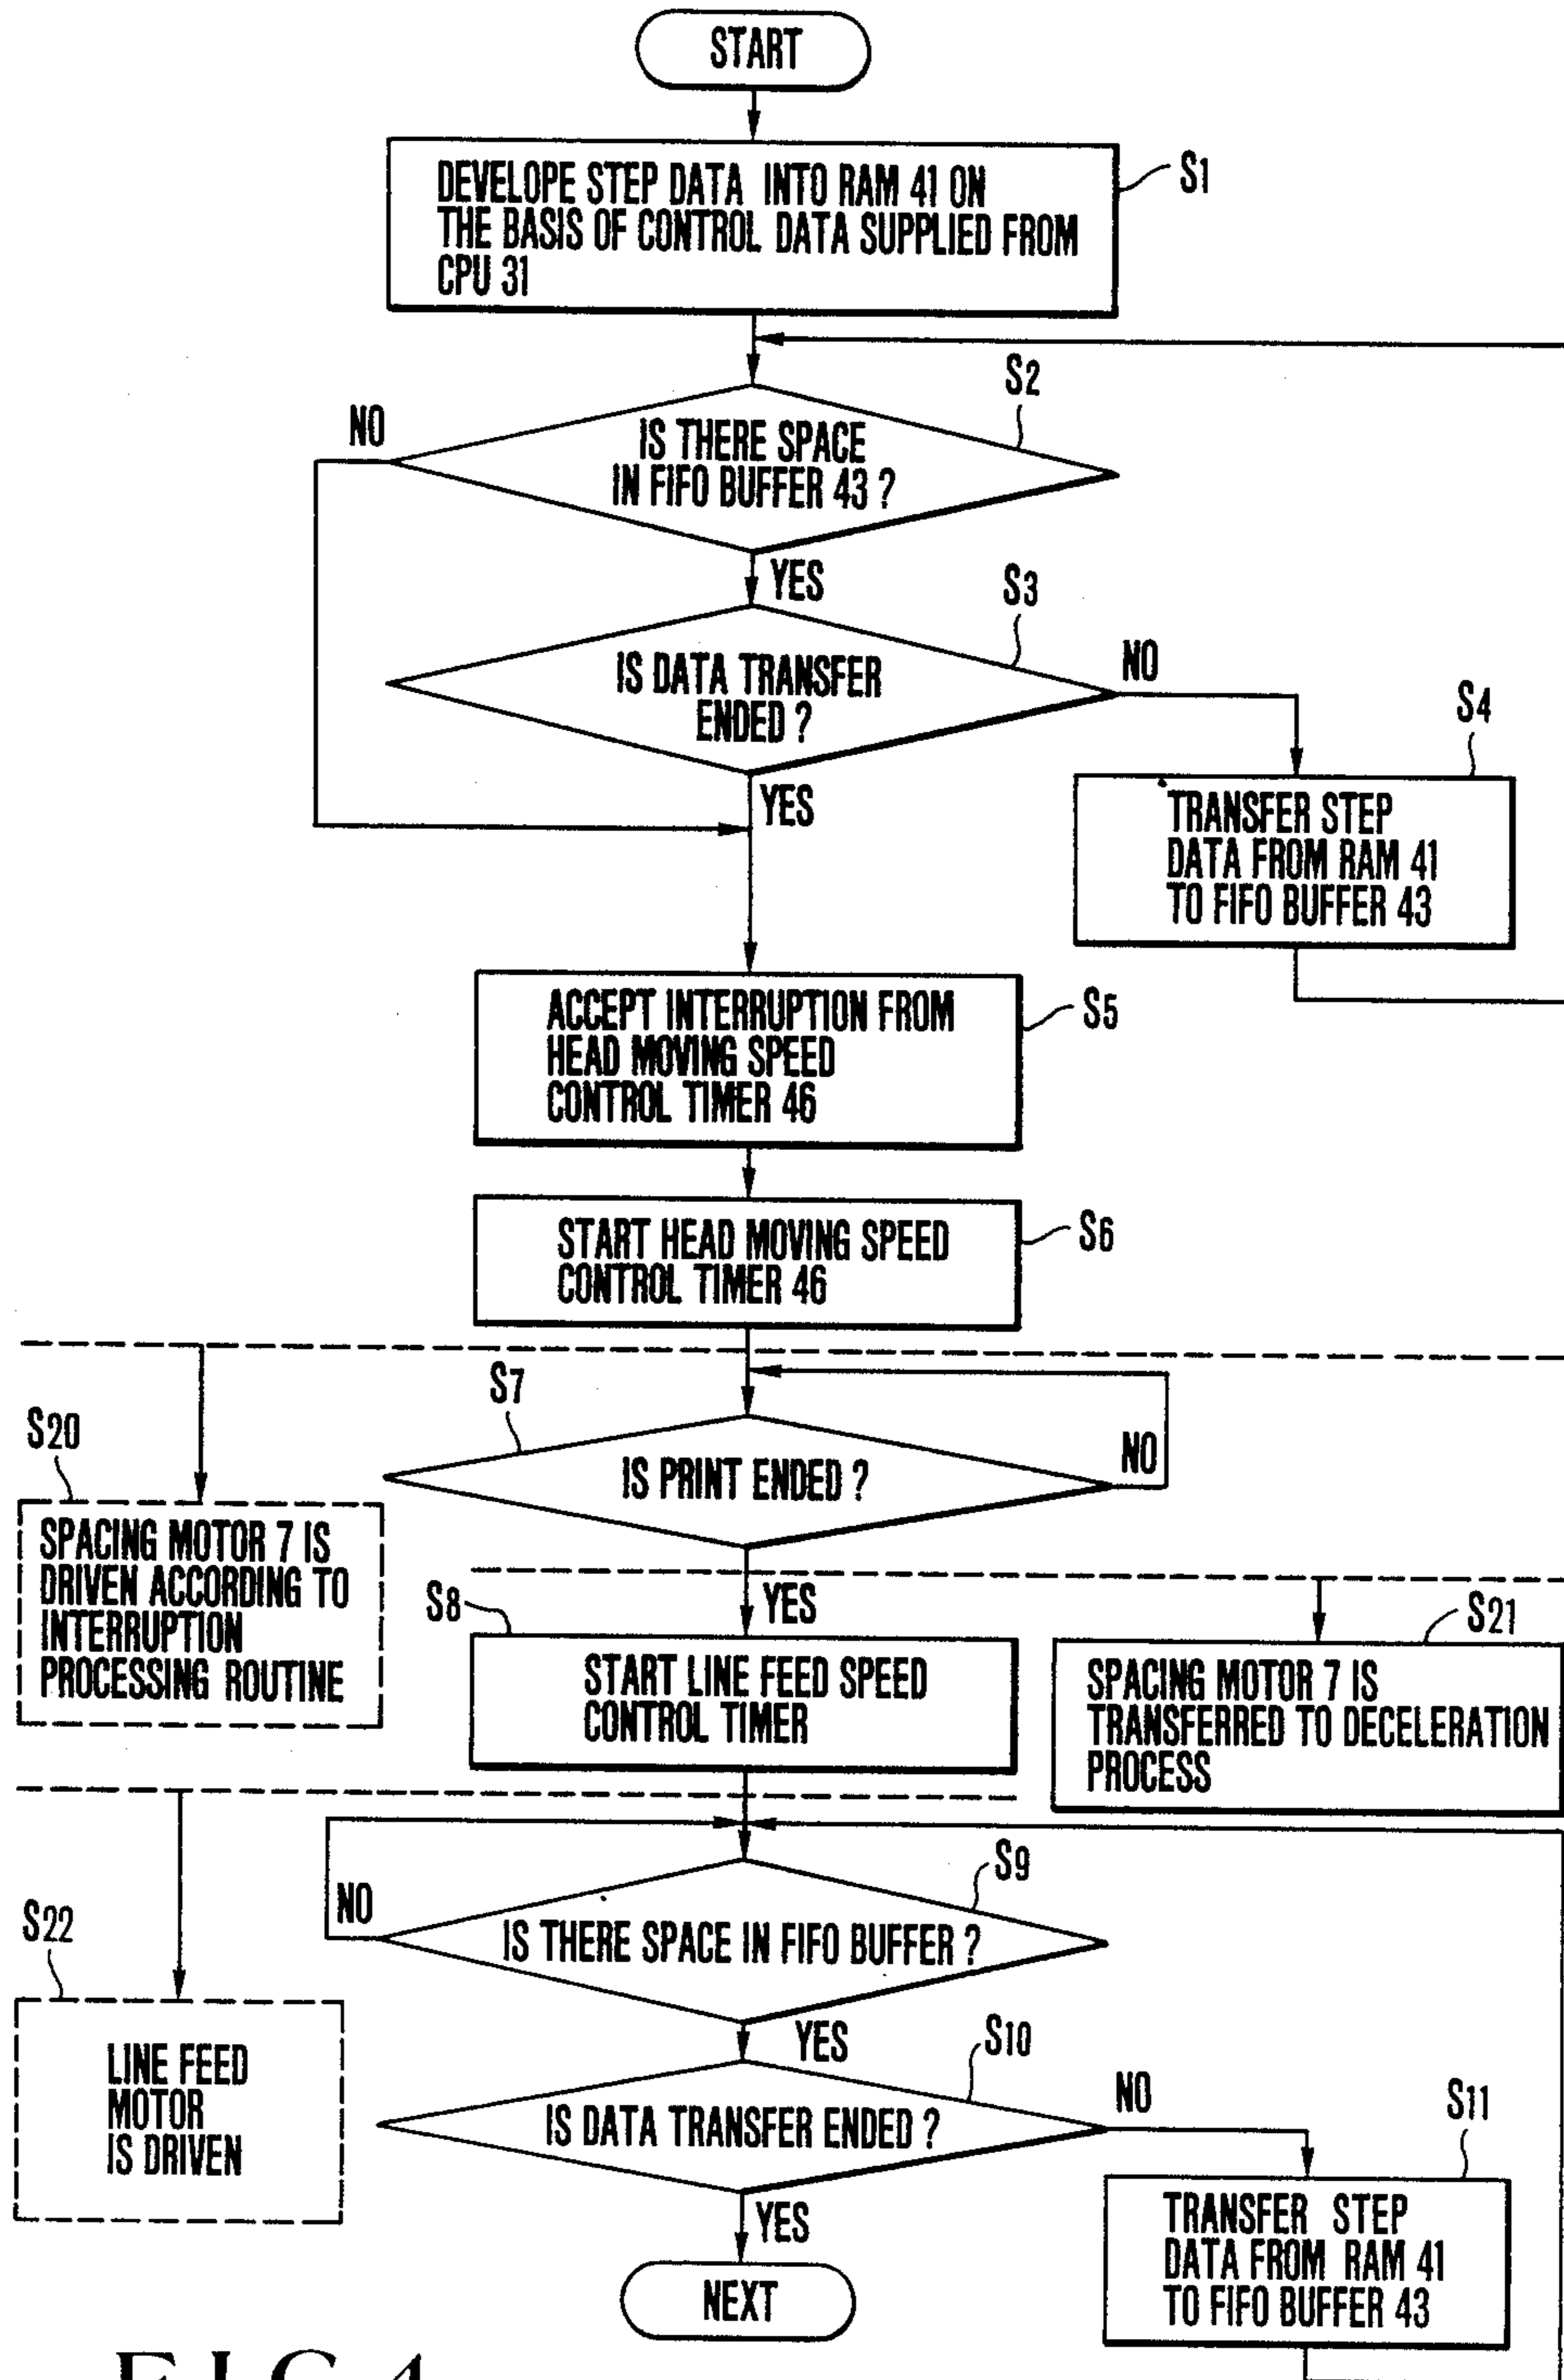 START
DEVELOPE STEP DATA INTO RAM 41 ON
THE BASIS OF CONTROL DATA SUPPLIED FROM
CPU 31
S1
S2
NO
IS THERE SPACE
IN FIFO BUFFER 43 ?
YES
S3
IS DATA TRANSFER
ENDED ?
NO
YES
S4
TRANSFER STEP
DATA FROM RAM 41
TO FIFO BUFFER 43
ACCEPT INTERRUPTION FROM
HEAD MOVING SPEED
CONTROL TIMER 46
S5
START HEAD MOVING SPEED
CONTROL TIMER 46
S6
S7
IS PRINT ENDED ?
NO
S20
SPACING MOTOR 7 IS
DRIVEN ACCORDING TO
INTERRUPTION
PROCESSING ROUTINE
YES
S8
START LINE FEED SPEED
CONTROL TIMER
S21
SPACING MOTOR 7 IS
TRANSFERRED TO DECELERATION
PROCESS
S9
NO
IS THERE SPACE IN FIFO BUFFER ?
S22
LINE FEED
MOTOR
IS DRIVEN
YES
S10
IS DATA TRANSFER ENDED ?
NO
S11
TRANSFER STEP
DATA FROM RAM 41
TO FIFO BUFFER 43
YES
NEXT
FIG.4